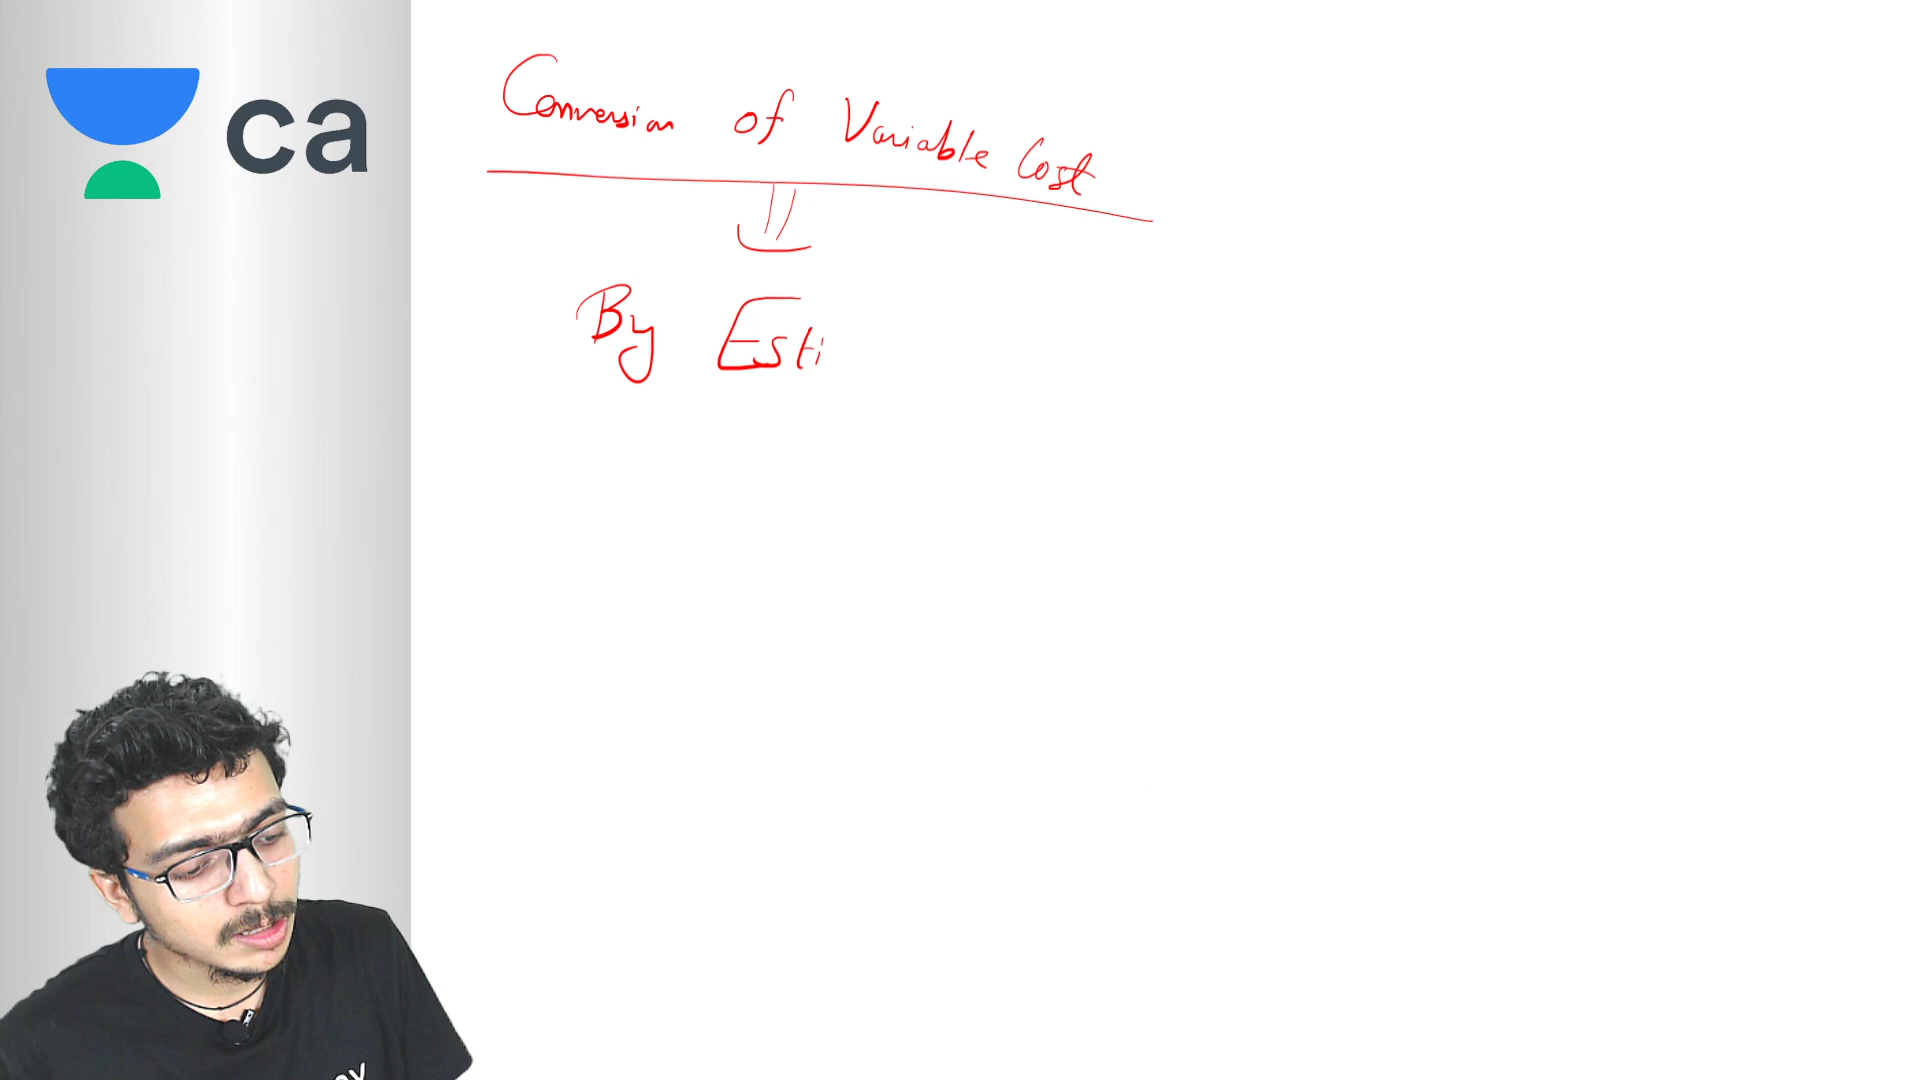 ca
Conversion of Variable Cost
By Esti